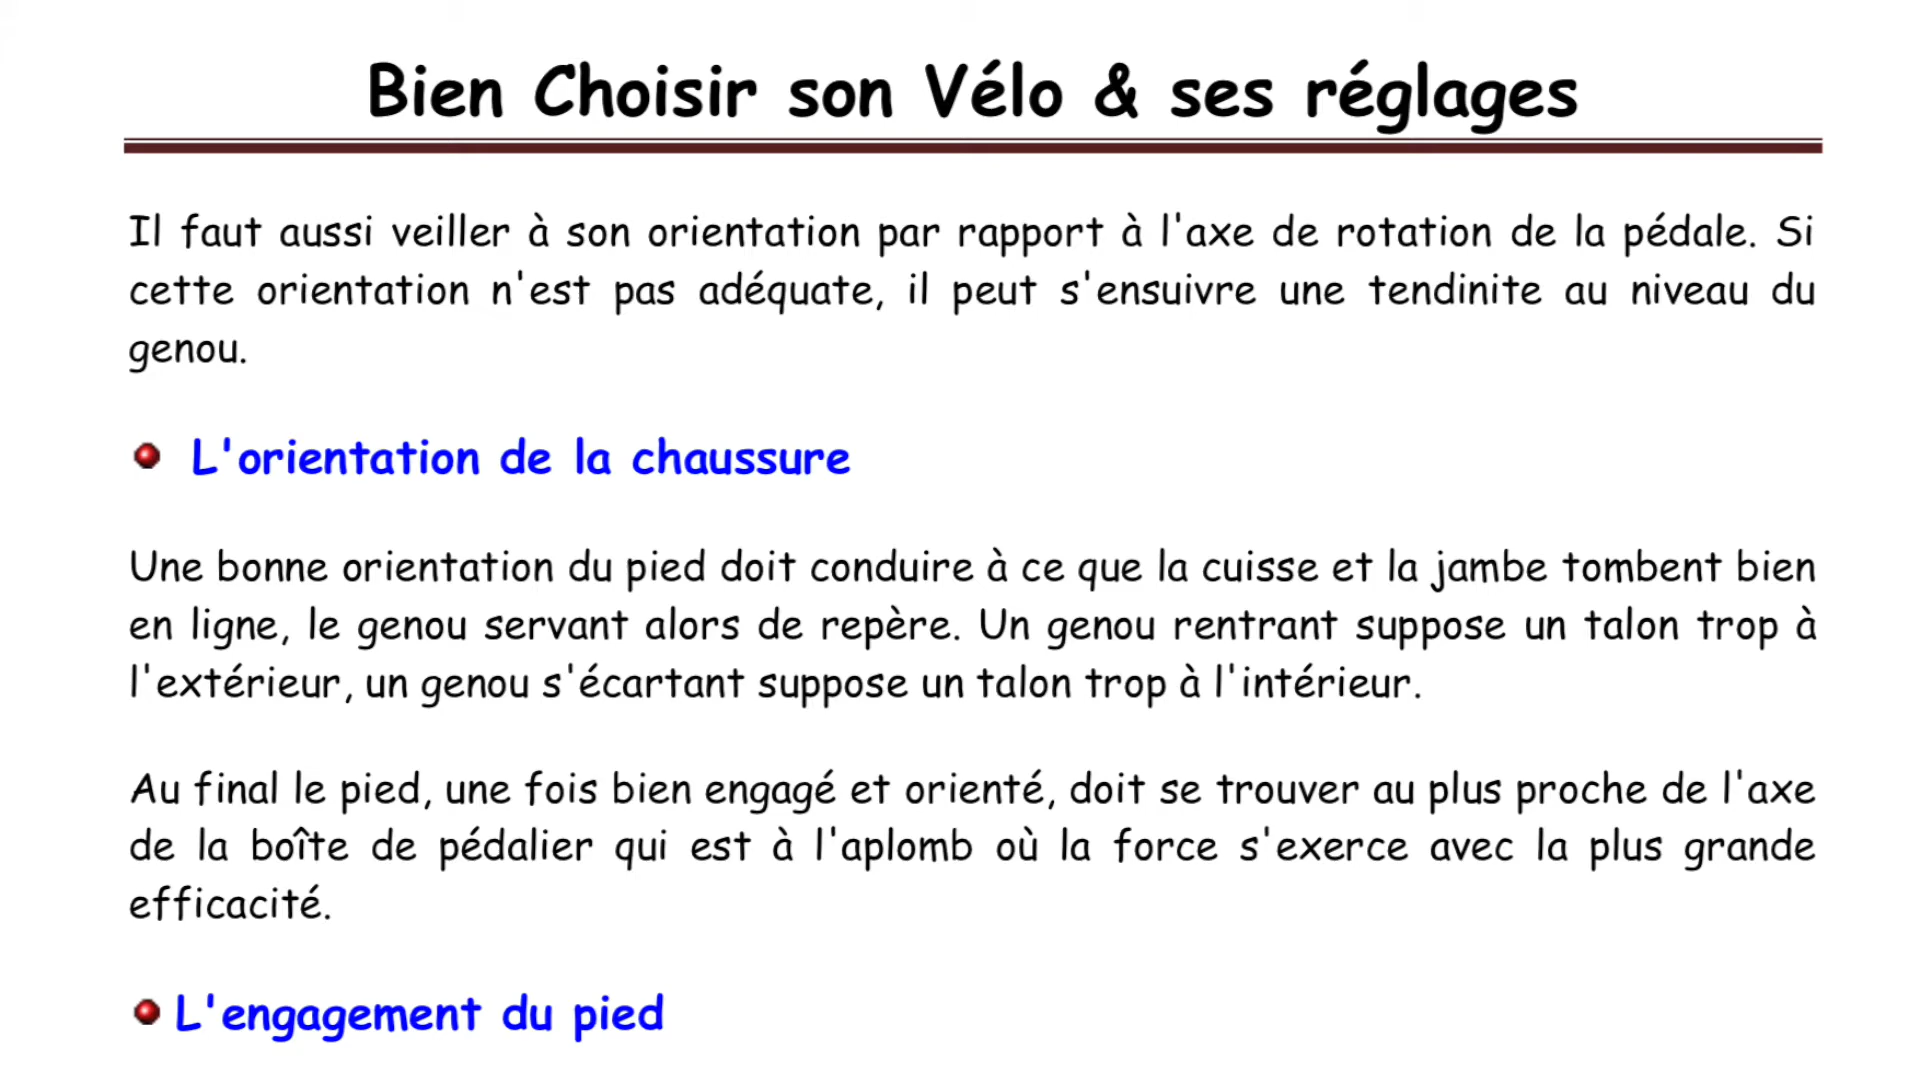 Bien Choisir son Vélo & ses réglages
Il faut aussi veiller à son orientation par rapport à l'axe de rotation de la pédale. Si
cette orientation n'est pas adéquate, il peut s'ensuivre une tendinite au niveau du
genou.
L'orientation de la chaussure
Une bonne orientation du pied doit conduire à ce que la cuisse et la jambe tombent bien
en ligne, le genou servant alors de repère. Un genou rentrant suppose un talon trop à
l'extérieur, un genou s'écartant suppose un talon trop à l'intérieur.
Au final le pied, une fois bien engagé et orienté, doit se trouver au plus proche de l'axe
de la boîte de pédalier qui est à l'aplomb où la force s'exerce avec la plus grande
efficacité.
L'engagement du pied